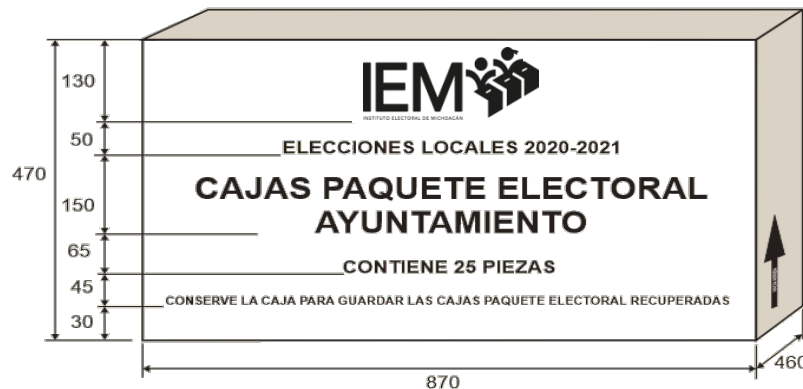 IEM
INSTITUTO ELECTORAL DE MICHOACÁN
ELECCIONES LOCALES 2020-2021
CAJAS PAQUETE ELECTORAL
AYUNTAMIENTO
CONTIENE 25 PIEZAS
CONSERVE LA CAJA PARA GUARDAR LAS CAJAS PAQUETE ELECTORAL RECUPERADAS
470
130
50
150
65
45
30
870
460